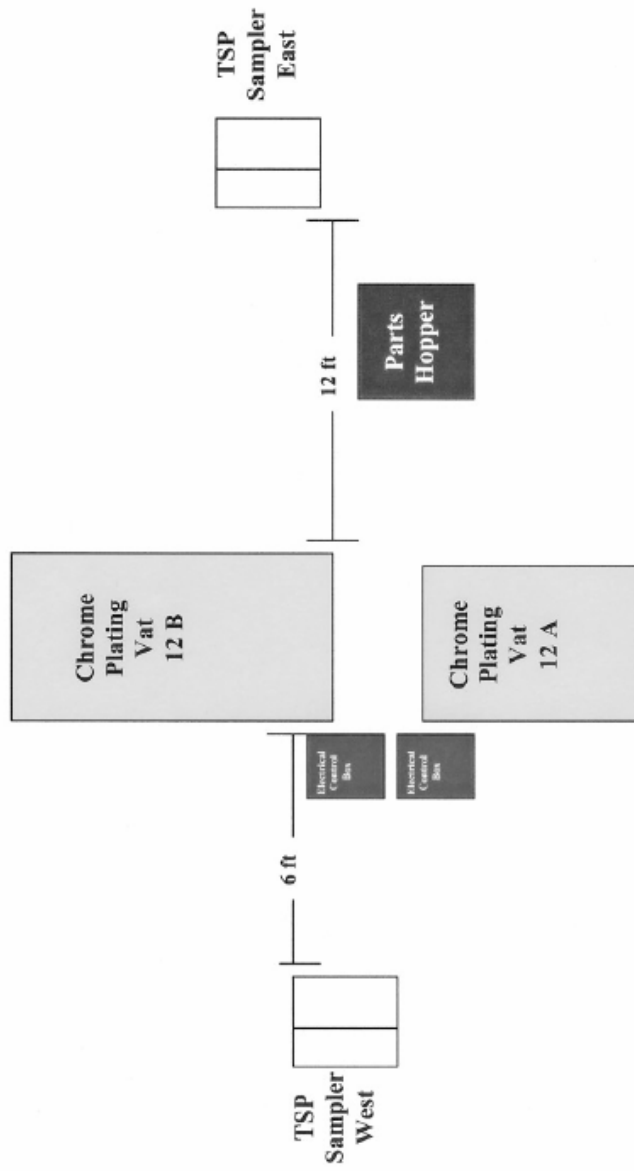 TSP
Sampler
West
6 ft
Electrical
Control
Box
Electrical
Control
Box
Chrome
Plating
Vat
12 B
Chrome
Plating
Vat
12 A
12 ft
Parts
Hopper
TSP
Sampler
East